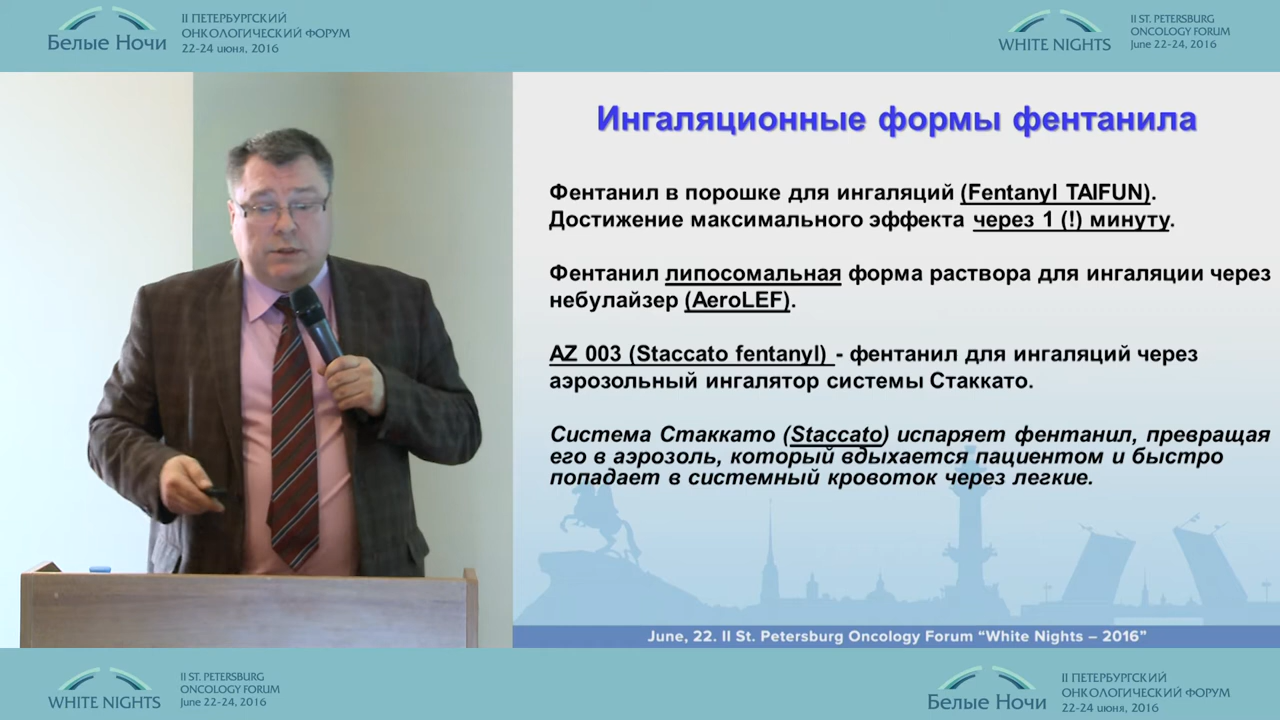 Белые Ночи
II ПЕТЕРБУРГСКИЙ
ОНКОЛОГИЧЕСКИЙ ФОРУМ
22-24 июня, 2016
WHITE NIGHTS
II ST. PETERSBURG
ONCOLOGY FORUM
June 22-24, 2016
Ингаляционные формы фентанила
Фентанил в порошке для ингаляций (Fentanyl TAIFUN).
Достижение максимального эффекта через 1 (!) минуту.
Фентанил липосомальная форма раствора для ингаляции через
небулайзер (AeroLEF).
AZ 003 (Staccato fentanyl) - фентанил для ингаляций через
аэрозольный ингалятор системы Стаккато.
Система Стаккато (Staccato) испаряет фентанил, превращая
его в аэрозоль, который вдыхается пациентом и быстро
попадает в системный кровоток через легкие.
June, 22. II St. Petersburg Oncology Forum “White Nights – 2016”
WHITE NIGHTS
II ST. PETERSBURG
ONCOLOGY FORUM
June 22-24, 2016
Белые Ночи
II ПЕТЕРБУРГСКИЙ
ОНКОЛОГИЧЕСКИЙ ФОРУМ
22-24 июня, 2016